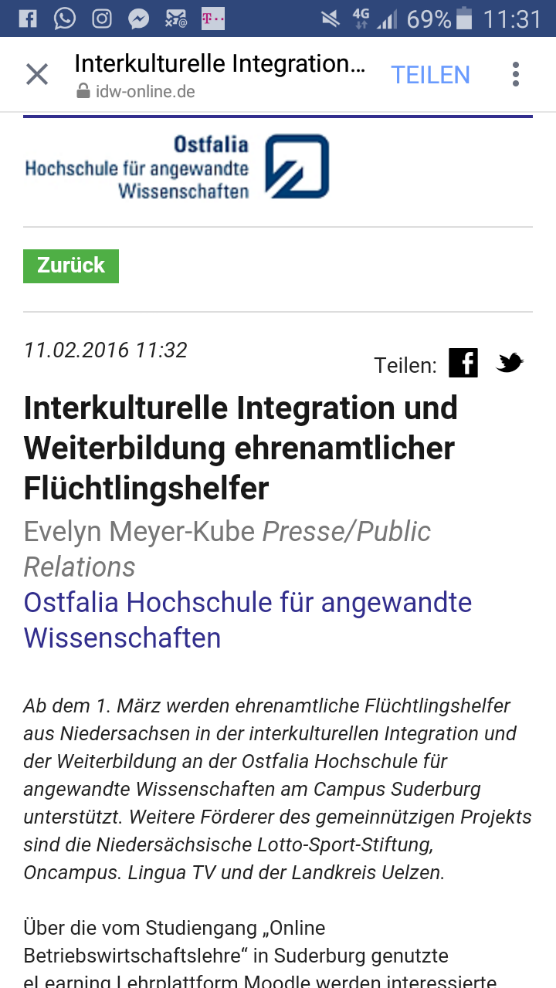 4G 69% 11:31
Interkulturelle Integration... TEILEN
idw-online.de
Ostfalia
Hochschule für angewandte
Wissenschaften
Zurück
11.02.2016 11:32
Teilen:
Interkulturelle Integration und
Weiterbildung ehrenamtlicher
Flüchtlingshelfer
Evelyn Meyer-Kube Presse/Public
Relations
Ostfalia Hochschule für angewandte
Wissenschaften
Ab dem 1. März werden ehrenamtliche Flüchtlingshelfer
aus Niedersachsen in der interkulturellen Integration und
der Weiterbildung an der Ostfalia Hochschule für
angewandte Wissenschaften am Campus Suderburg
unterstützt. Weitere Förderer des gemeinnützigen Projekts
sind die Niedersächsische Lotto-Sport-Stiftung,
Oncampus. Lingua TV und der Landkreis Uelzen.
Über die vom Studiengang „Online
Betriebswirtschaftslehre“ in Suderburg genutzte
eLearning Lehrplattform Moodle werden interessierte